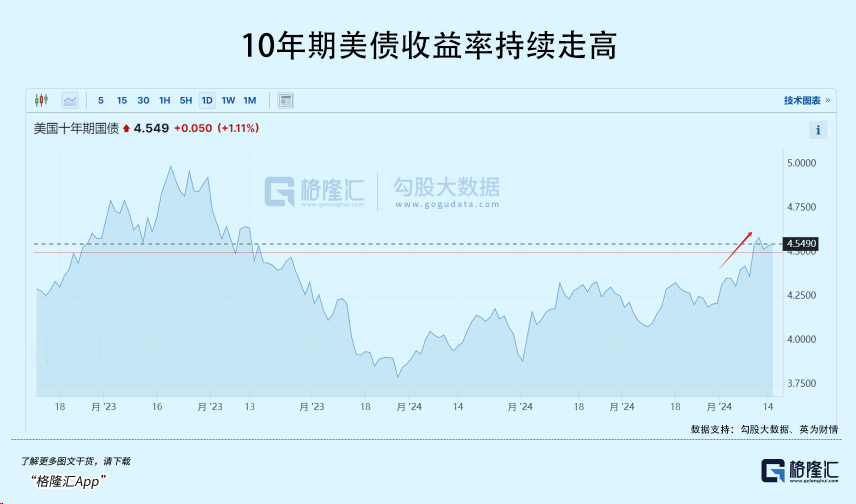 10年期美债收益率持续走高
5 15 30 1H 5H 1D 1W 1M 技术图表 »
美国十年期国债 4.549 +0.050 (+1.11%)
i
格隆汇 勾股大数据
www.gelonghui.com www.gogudata.com
5.0000
4.7500
4.5490
4.5000
4.2500
4.0000
3.7500
18 月 '23 16 月 '23 13 月 '23 18 月 '24 14 月 '24 18 月 '24 18 月 '24 14
数据支持：勾股大数据、英为财情
了解更多图文干货，请下载
“格隆汇App”
格隆汇
www.gelonghui.com